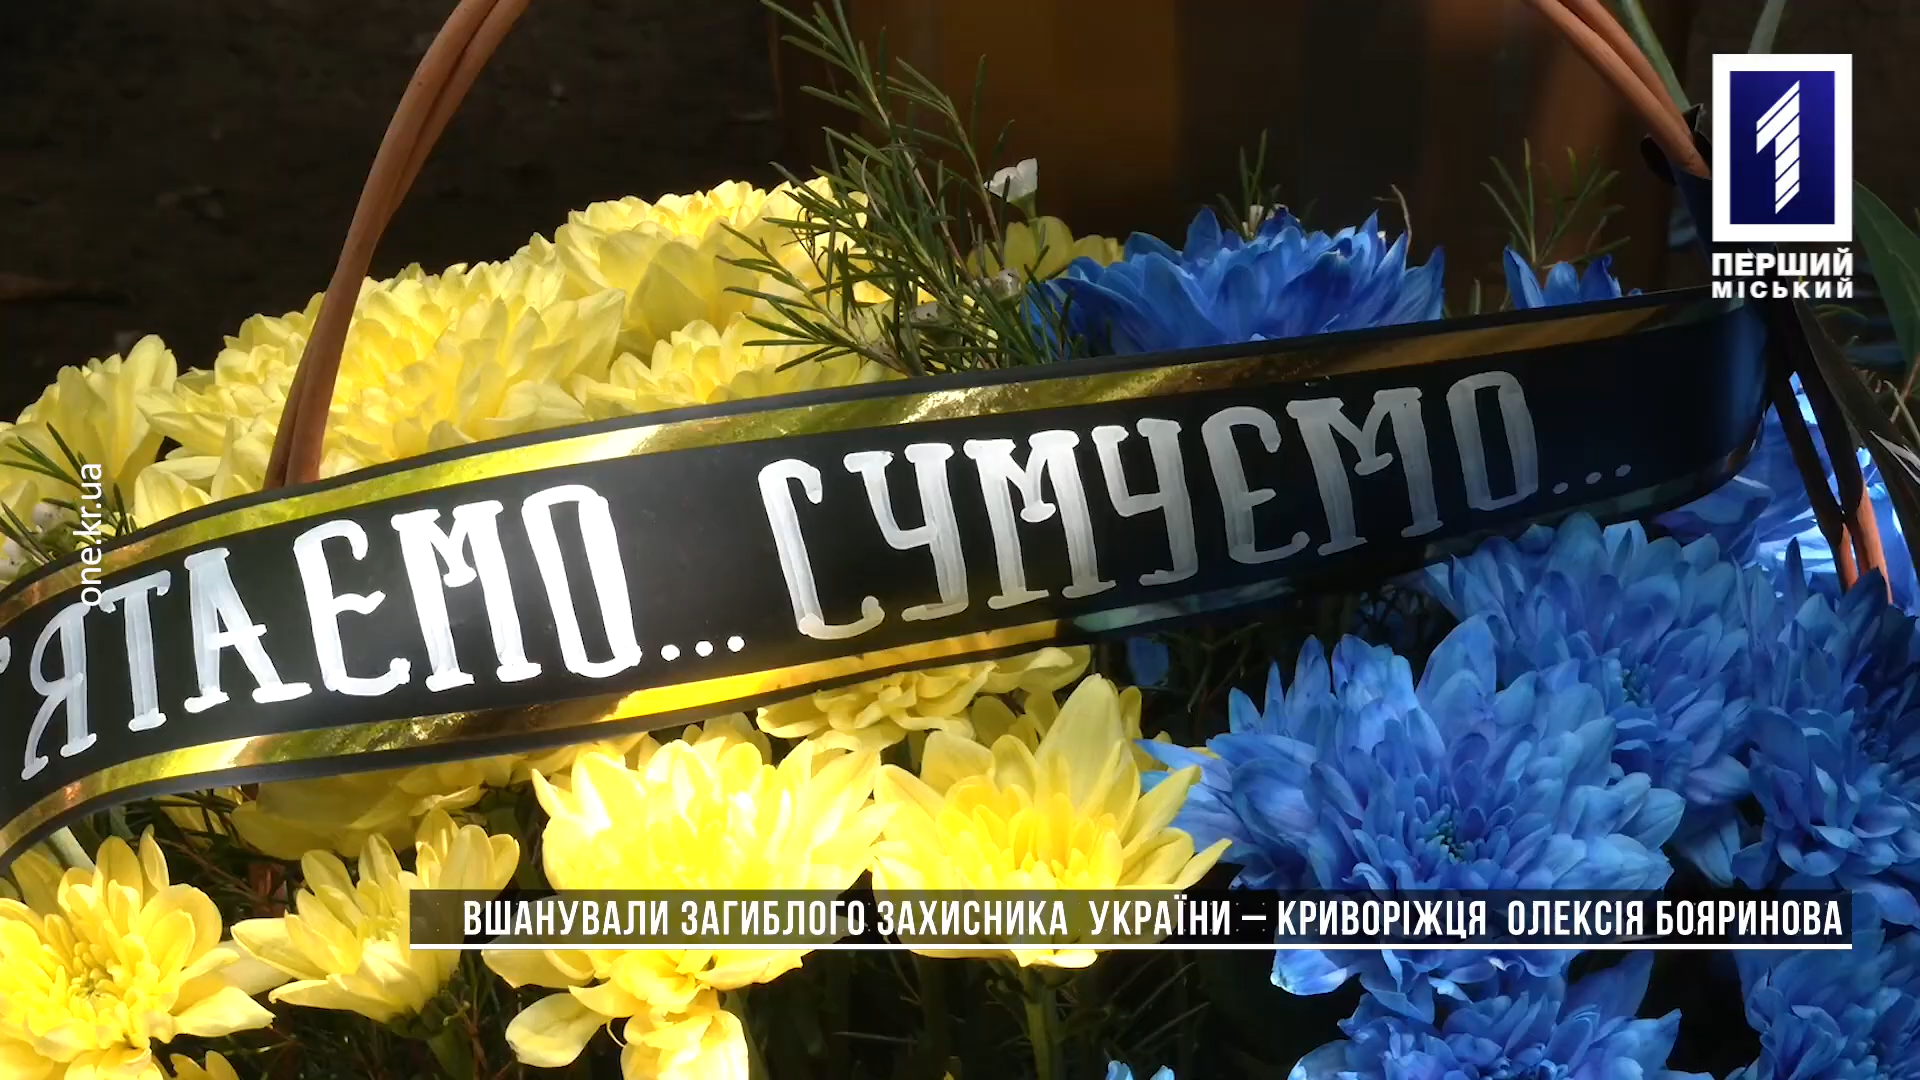 ПЕРШИЙ
МІСЬКИЙ
one.kr.ua
'ЯТАЄМО... СУМУЄМО...
ВШАНУВАЛИ ЗАГИБЛОГО ЗАХИСНИКА УКРАЇНИ – КРИВОРІЖЦЯ ОЛЕКСІЯ БОЯРИНОВА